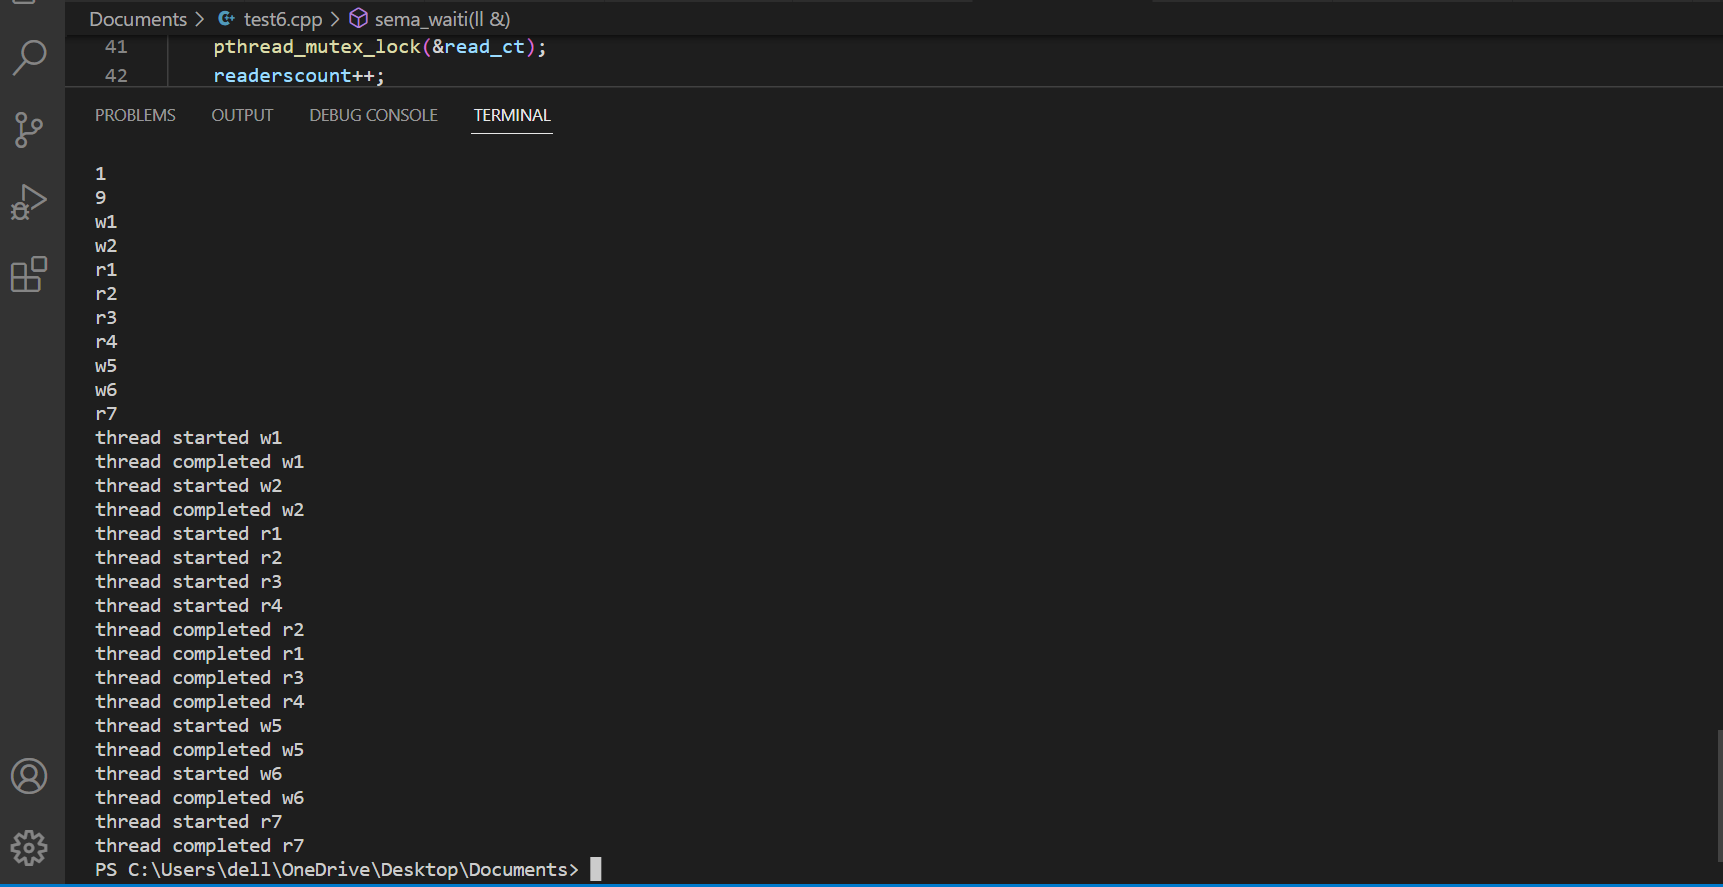 Documents > test6.cpp > sema_waiti(ll &)
41 pthread_mutex_lock(&read_ct);
42 readerscount++;
PROBLEMS OUTPUT DEBUG CONSOLE TERMINAL
1
9
w1
w2
r1
r2
r3
r4
w5
w6
r7
thread started w1
thread completed w1
thread started w2
thread completed w2
thread started r1
thread started r2
thread started r3
thread started r4
thread completed r2
thread completed r1
thread completed r3
thread completed r4
thread started w5
thread completed w5
thread started w6
thread completed w6
thread started r7
thread completed r7
PS C:\Users\dell\OneDrive\Desktop\Documents>